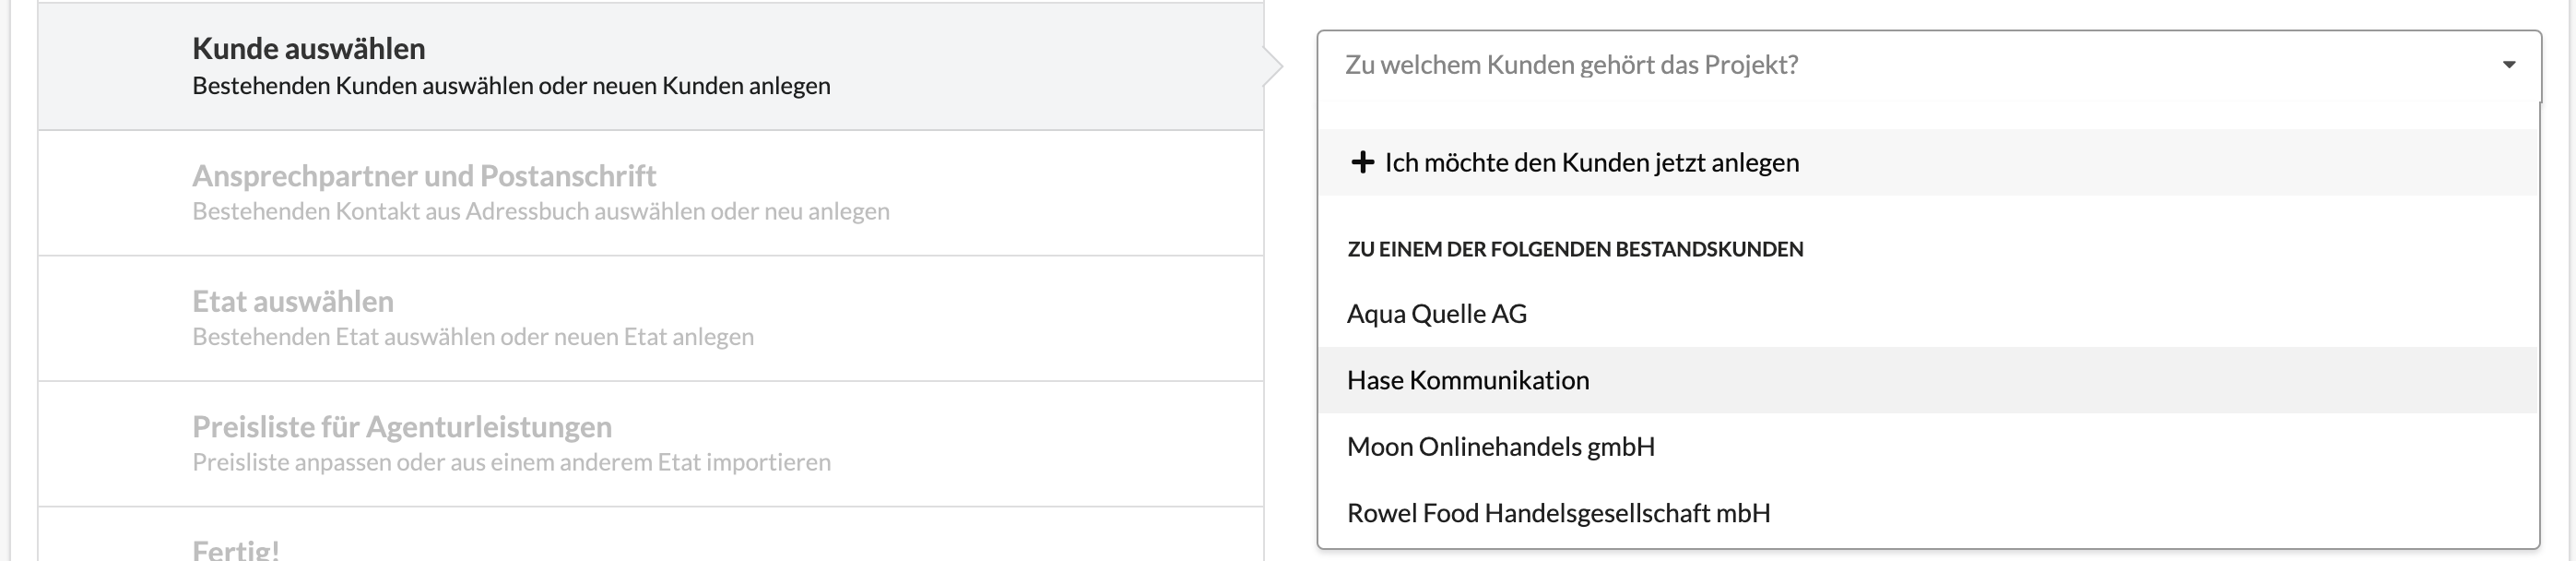 Kunde auswählen
Bestehenden Kunden auswählen oder neuen Kunden anlegen
Ansprechpartner und Postanschrift
Bestehenden Kontakt aus Adressbuch auswählen oder neu anlegen
Etat auswählen
Bestehenden Etat auswählen oder neuen Etat anlegen
Preisliste für Agenturleistungen
Preisliste anpassen oder aus einem anderem Etat importieren
Fertig!
Zu welchem Kunden gehört das Projekt?
Ich möchte den Kunden jetzt anlegen
ZU EINEM DER FOLGENDEN BESTANDSKUNDEN
Aqua Quelle AG
Hase Kommunikation
Moon Onlinehandels gmbH
Rowel Food Handelsgesellschaft mbH